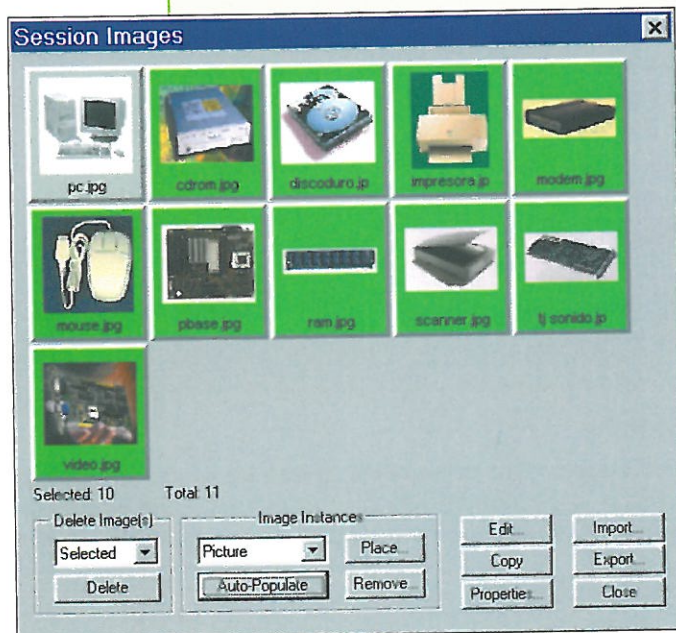 Session Images
pc.jpg
cdrom.jpg
discoduro.jp
impresora.jp
modem.jpg
mouse.jpg
pbase.jpg
ram.jpg
scanner.jpg
tj sonido.jp
video.jpg
Selected: 10 Total: 11
Delete Image(s)
Selected
Delete
Image Instances
Picture
Place...
Auto-Populate
Remove...
Edit...
Import...
Copy
Export...
Properties...
Close